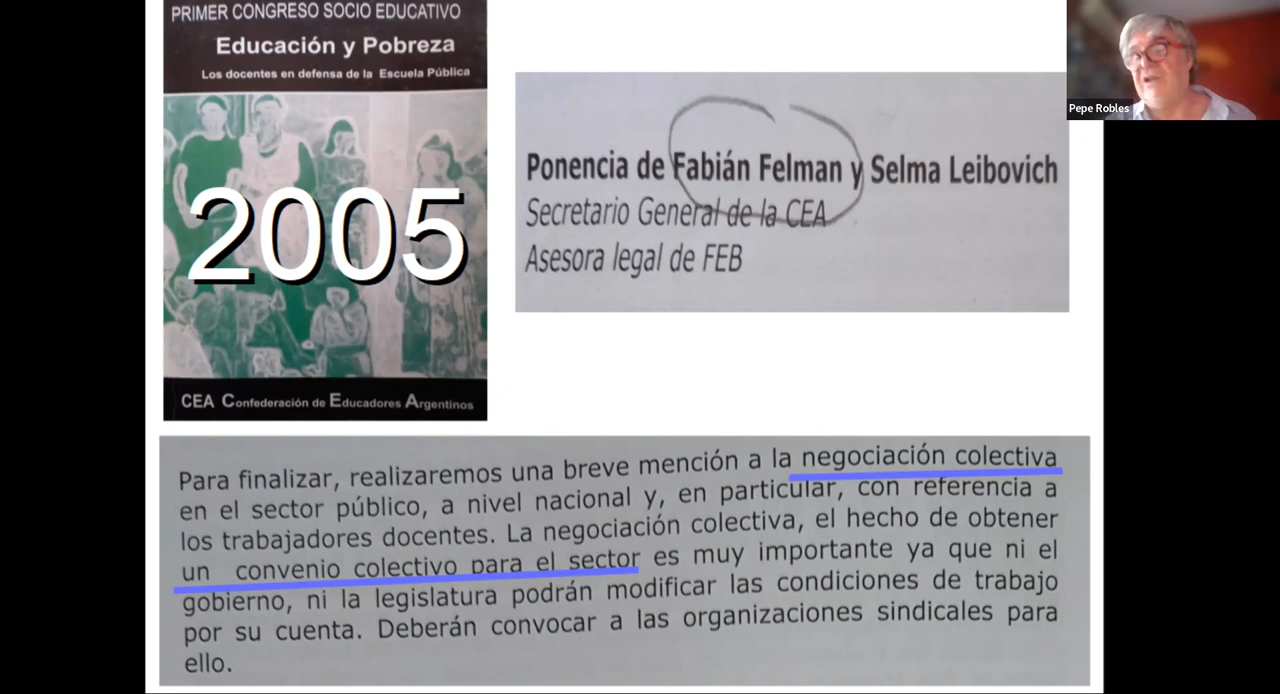 PRIMER CONGRESO SOCIO EDUCATIVO
Educación y Pobreza
Los docentes en defensa de la Escuela Pública
2005
CEA Confederación de Educadores Argentinos
Ponencia de Fabián Felman y Selma Leibovich
Secretario General de la CEA
Asesora legal de FEB
Pepe Robles
Para finalizar, realizaremos una breve mención a la negociación colectiva
en el sector público, a nivel nacional y, en particular, con referencia a
los trabajadores docentes. La negociación colectiva, el hecho de obtener
un convenio colectivo para el sector es muy importante ya que ni el
gobierno, ni la legislatura podrán modificar las condiciones de trabajo
por su cuenta. Deberán convocar a las organizaciones sindicales para
ello.